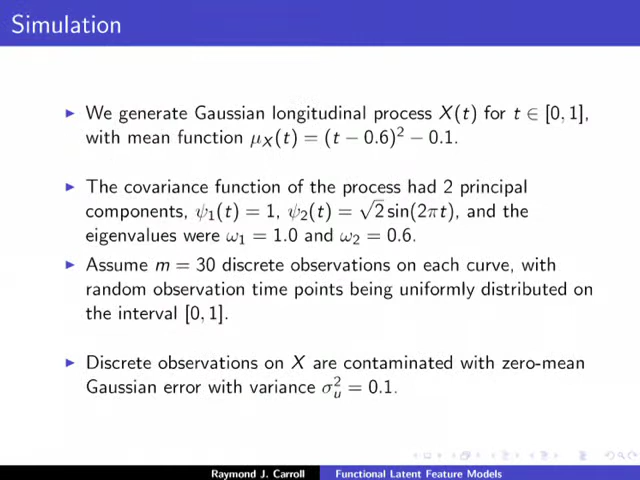 Simulation
We generate Gaussian longitudinal process X(t) for t ∈ [0, 1],
with mean function μ_X(t) = (t − 0.6)² − 0.1.
The covariance function of the process had 2 principal
components, ψ₁(t) = 1, ψ₂(t) = √2 sin(2πt), and the
eigenvalues were ω₁ = 1.0 and ω₂ = 0.6.
Assume m = 30 discrete observations on each curve, with
random observation time points being uniformly distributed on
the interval [0, 1].
Discrete observations on X are contaminated with zero-mean
Gaussian error with variance σ²_u = 0.1.
Raymond J. Carroll Functional Latent Feature Models